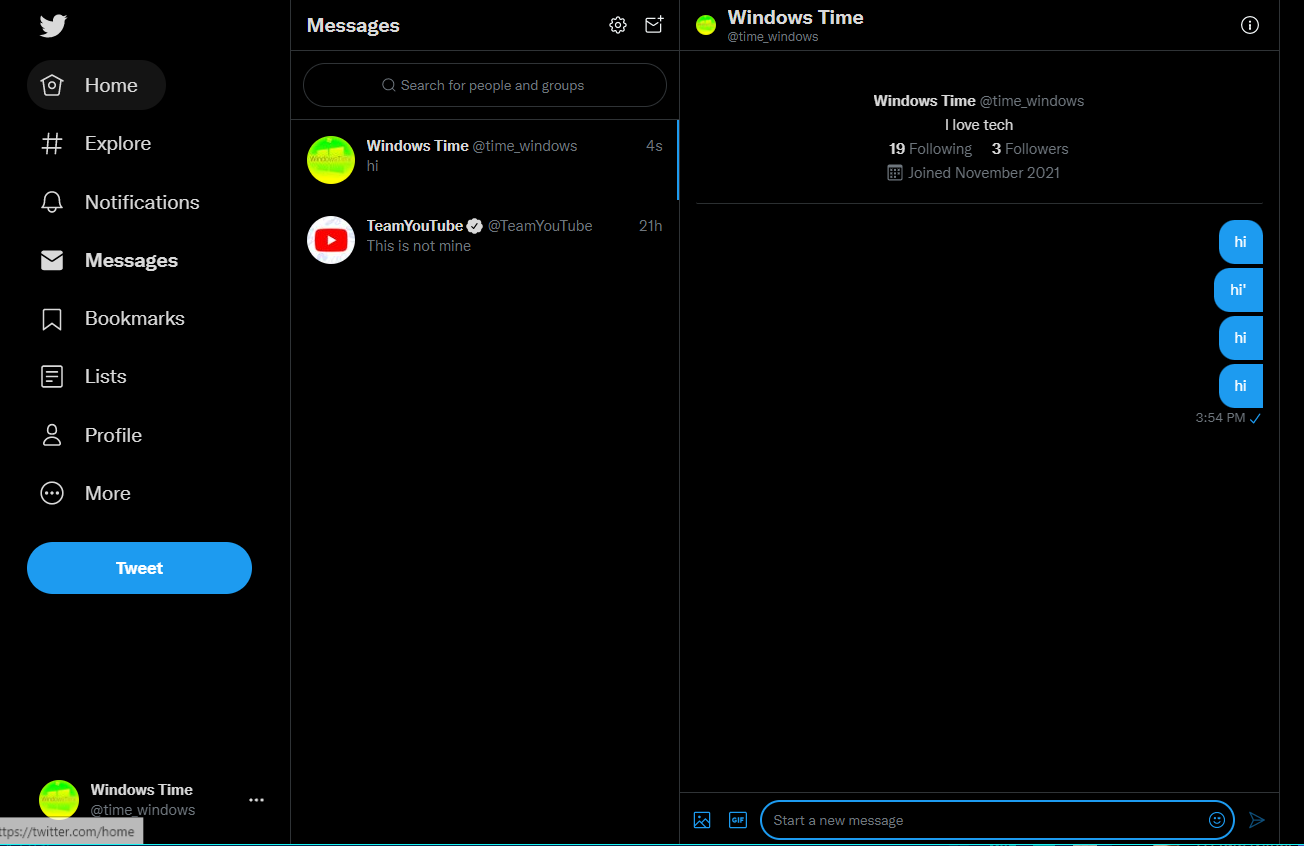 Home
Explore
Notifications
Messages
Bookmarks
Lists
Profile
More
Tweet
Windows Time
@time_windows
ttps://twitter.com/home
Messages
Search for people and groups
Windows Time @time_windows 4s
hi
TeamYouTube @TeamYouTube 21h
This is not mine
Windows Time
@time_windows
Windows Time @time_windows
I love tech
19 Following 3 Followers
Joined November 2021
hi
hi'
hi
hi
3:54 PM
GIF
Start a new message